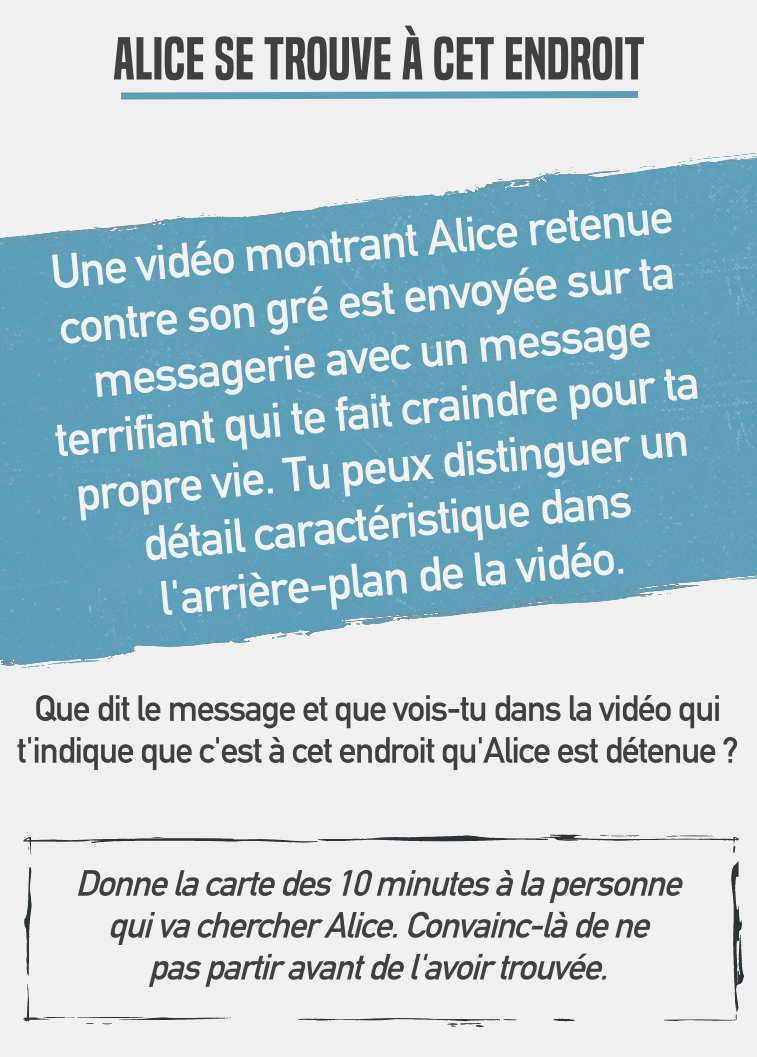 ALICE SE TROUVE À CET ENDROIT
Une vidéo montrant Alice retenue
contre son gré est envoyée sur ta
messagerie avec un message
terrifiant qui te fait craindre pour ta
propre vie. Tu peux distinguer un
détail caractéristique dans
l'arrière-plan de la vidéo.
Que dit le message et que vois-tu dans la vidéo qui
t'indique que c'est à cet endroit qu'Alice est détenue ?
Donne la carte des 10 minutes à la personne
qui va chercher Alice. Convainc-là de ne
pas partir avant de l'avoir trouvée.